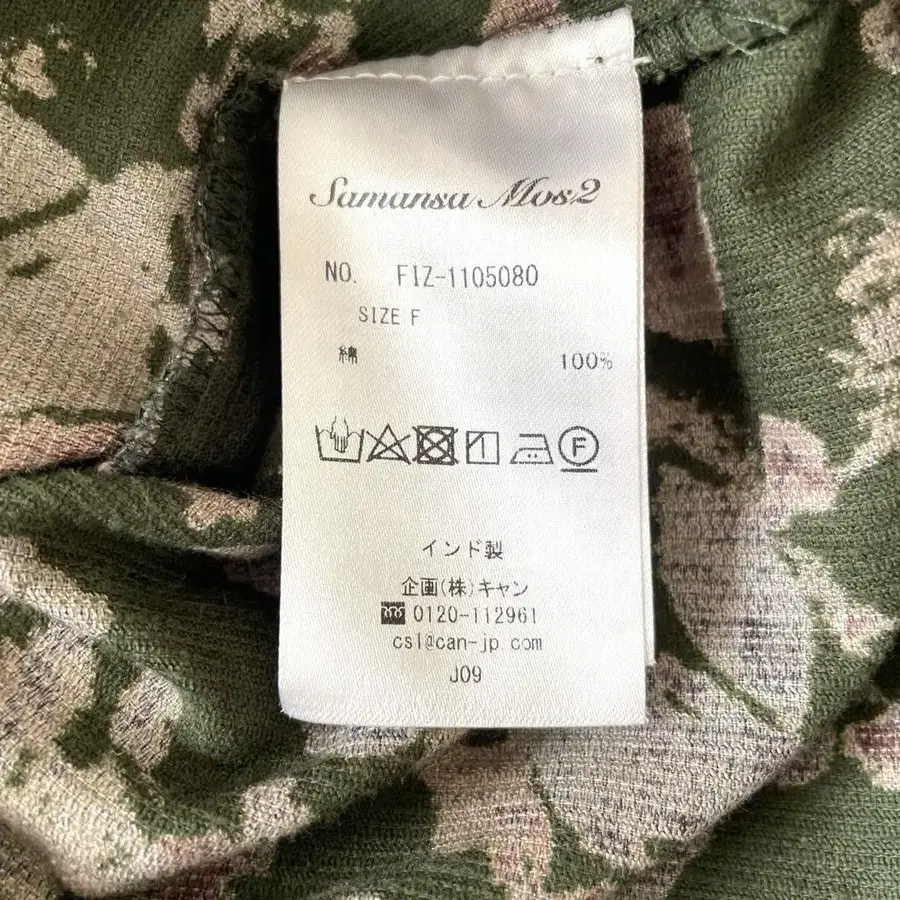 Samansa Mos2
NO. FIZ-1105080
SIZE F
綿 100%
F
インド製
企画(株)キャン
0120-112961
csl@can-jp.com
J09